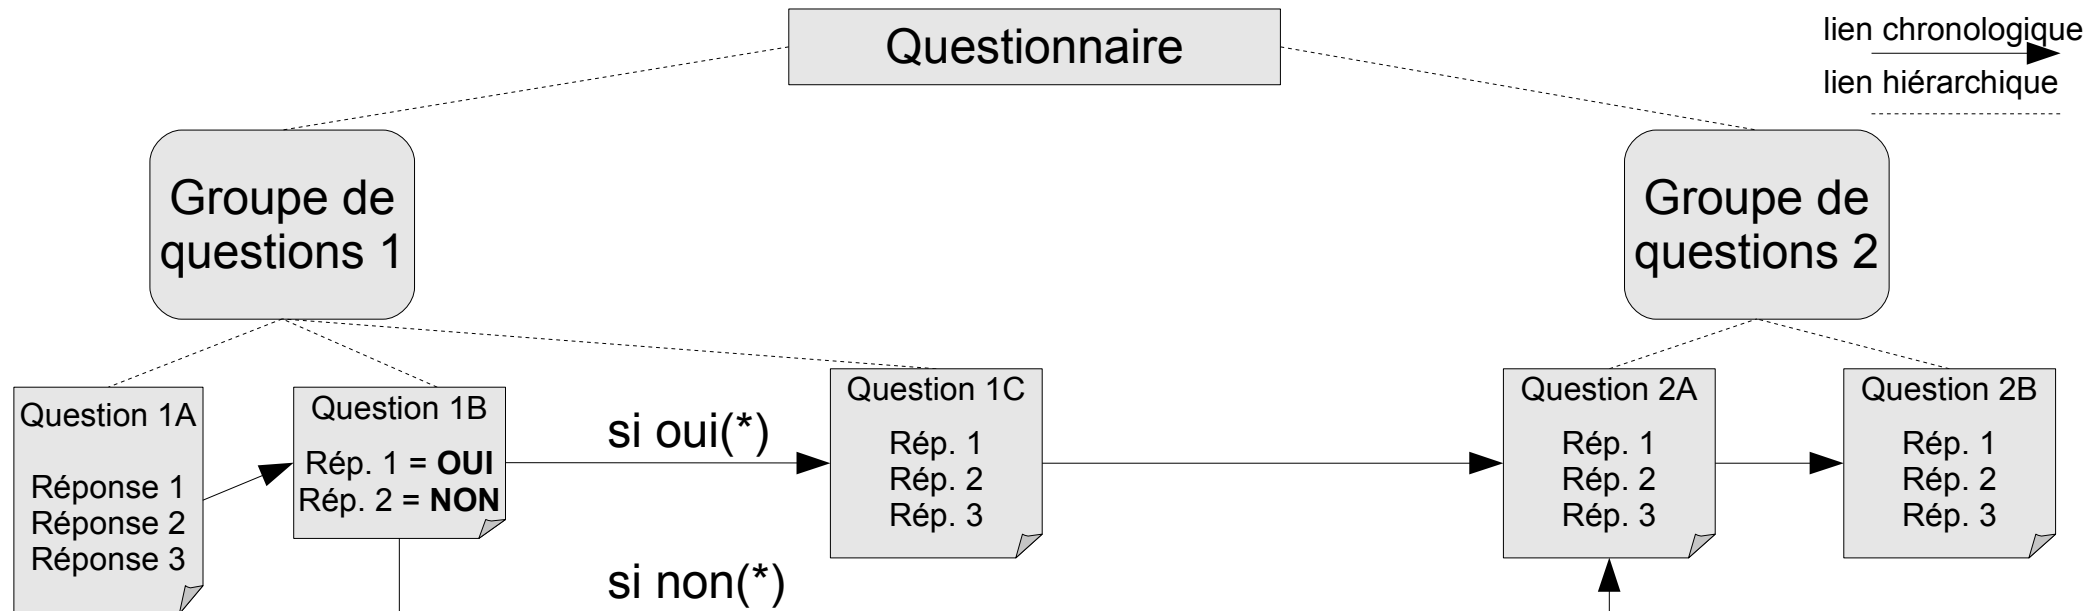 Questionnaire
lien chronologique
lien hiérarchique
Groupe de
questions 1
Groupe de
questions 2
Question 1A
Réponse 1
Réponse 2
Réponse 3
Question 1B
Rép. 1 = OUI
Rép. 2 = NON
si oui(*)
si non(*)
Question 1C
Rép. 1
Rép. 2
Rép. 3
Question 2A
Rép. 1
Rép. 2
Rép. 3
Question 2B
Rép. 1
Rép. 2
Rép. 3